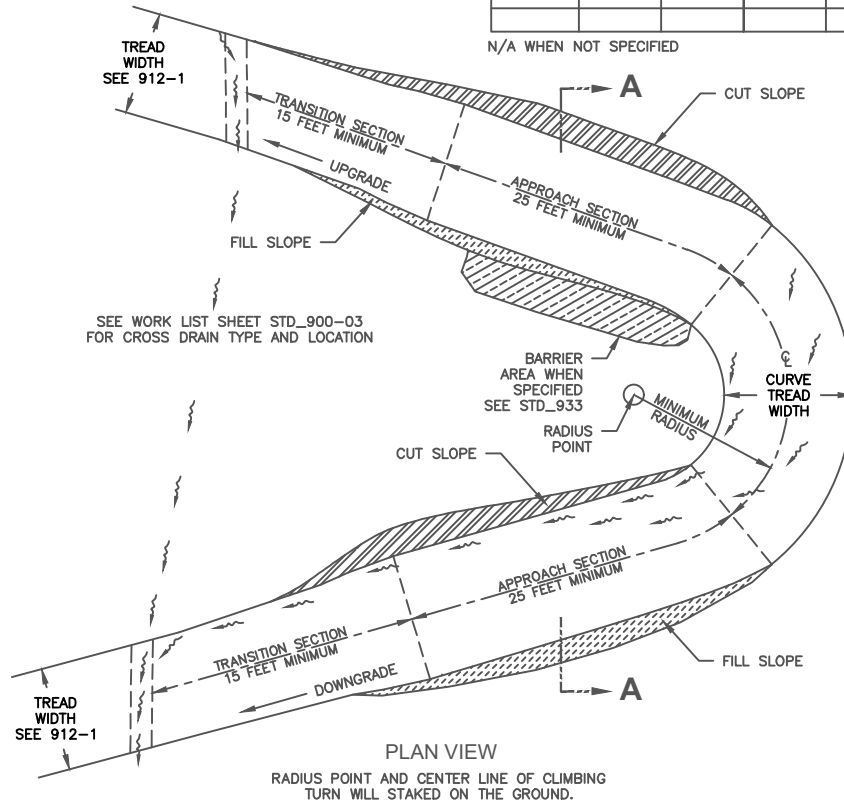 N/A WHEN NOT SPECIFIED
TREAD
WIDTH
SEE 912-1
A
CUT SLOPE
TRANSITION SECTION
15 FEET MINIMUM
UPGRADE
APPROACH SECTION
25 FEET MINIMUM
FILL SLOPE
SEE WORK LIST SHEET STD_900-03
FOR CROSS DRAIN TYPE AND LOCATION
BARRIER
AREA WHEN
SPECIFIED
SEE STD_933
RADIUS
POINT
MINIMUM
RADIUS
CL
CURVE
TREAD
WIDTH
CUT SLOPE
APPROACH SECTION
25 FEET MINIMUM
TRANSITION SECTION
15 FEET MINIMUM
DOWNGRADE
FILL SLOPE
A
TREAD
WIDTH
SEE 912-1
PLAN VIEW
RADIUS POINT AND CENTER LINE OF CLIMBING
TURN WILL STAKED ON THE GROUND.